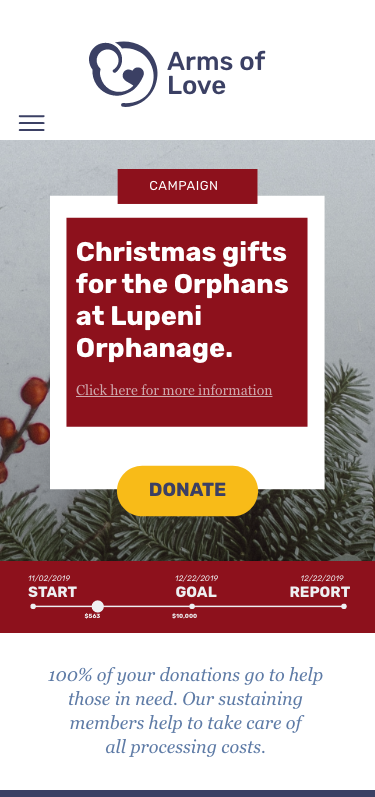 Arms of
Love
CAMPAIGN
Christmas gifts
for the Orphans
at Lupeni
Orphanage.
Click here for more information
DONATE
11/02/2019 12/22/2019 12/22/2019
START GOAL REPORT
$563 $10,000
100% of your donations go to help
those in need. Our sustaining
members help to take care of
all processing costs.